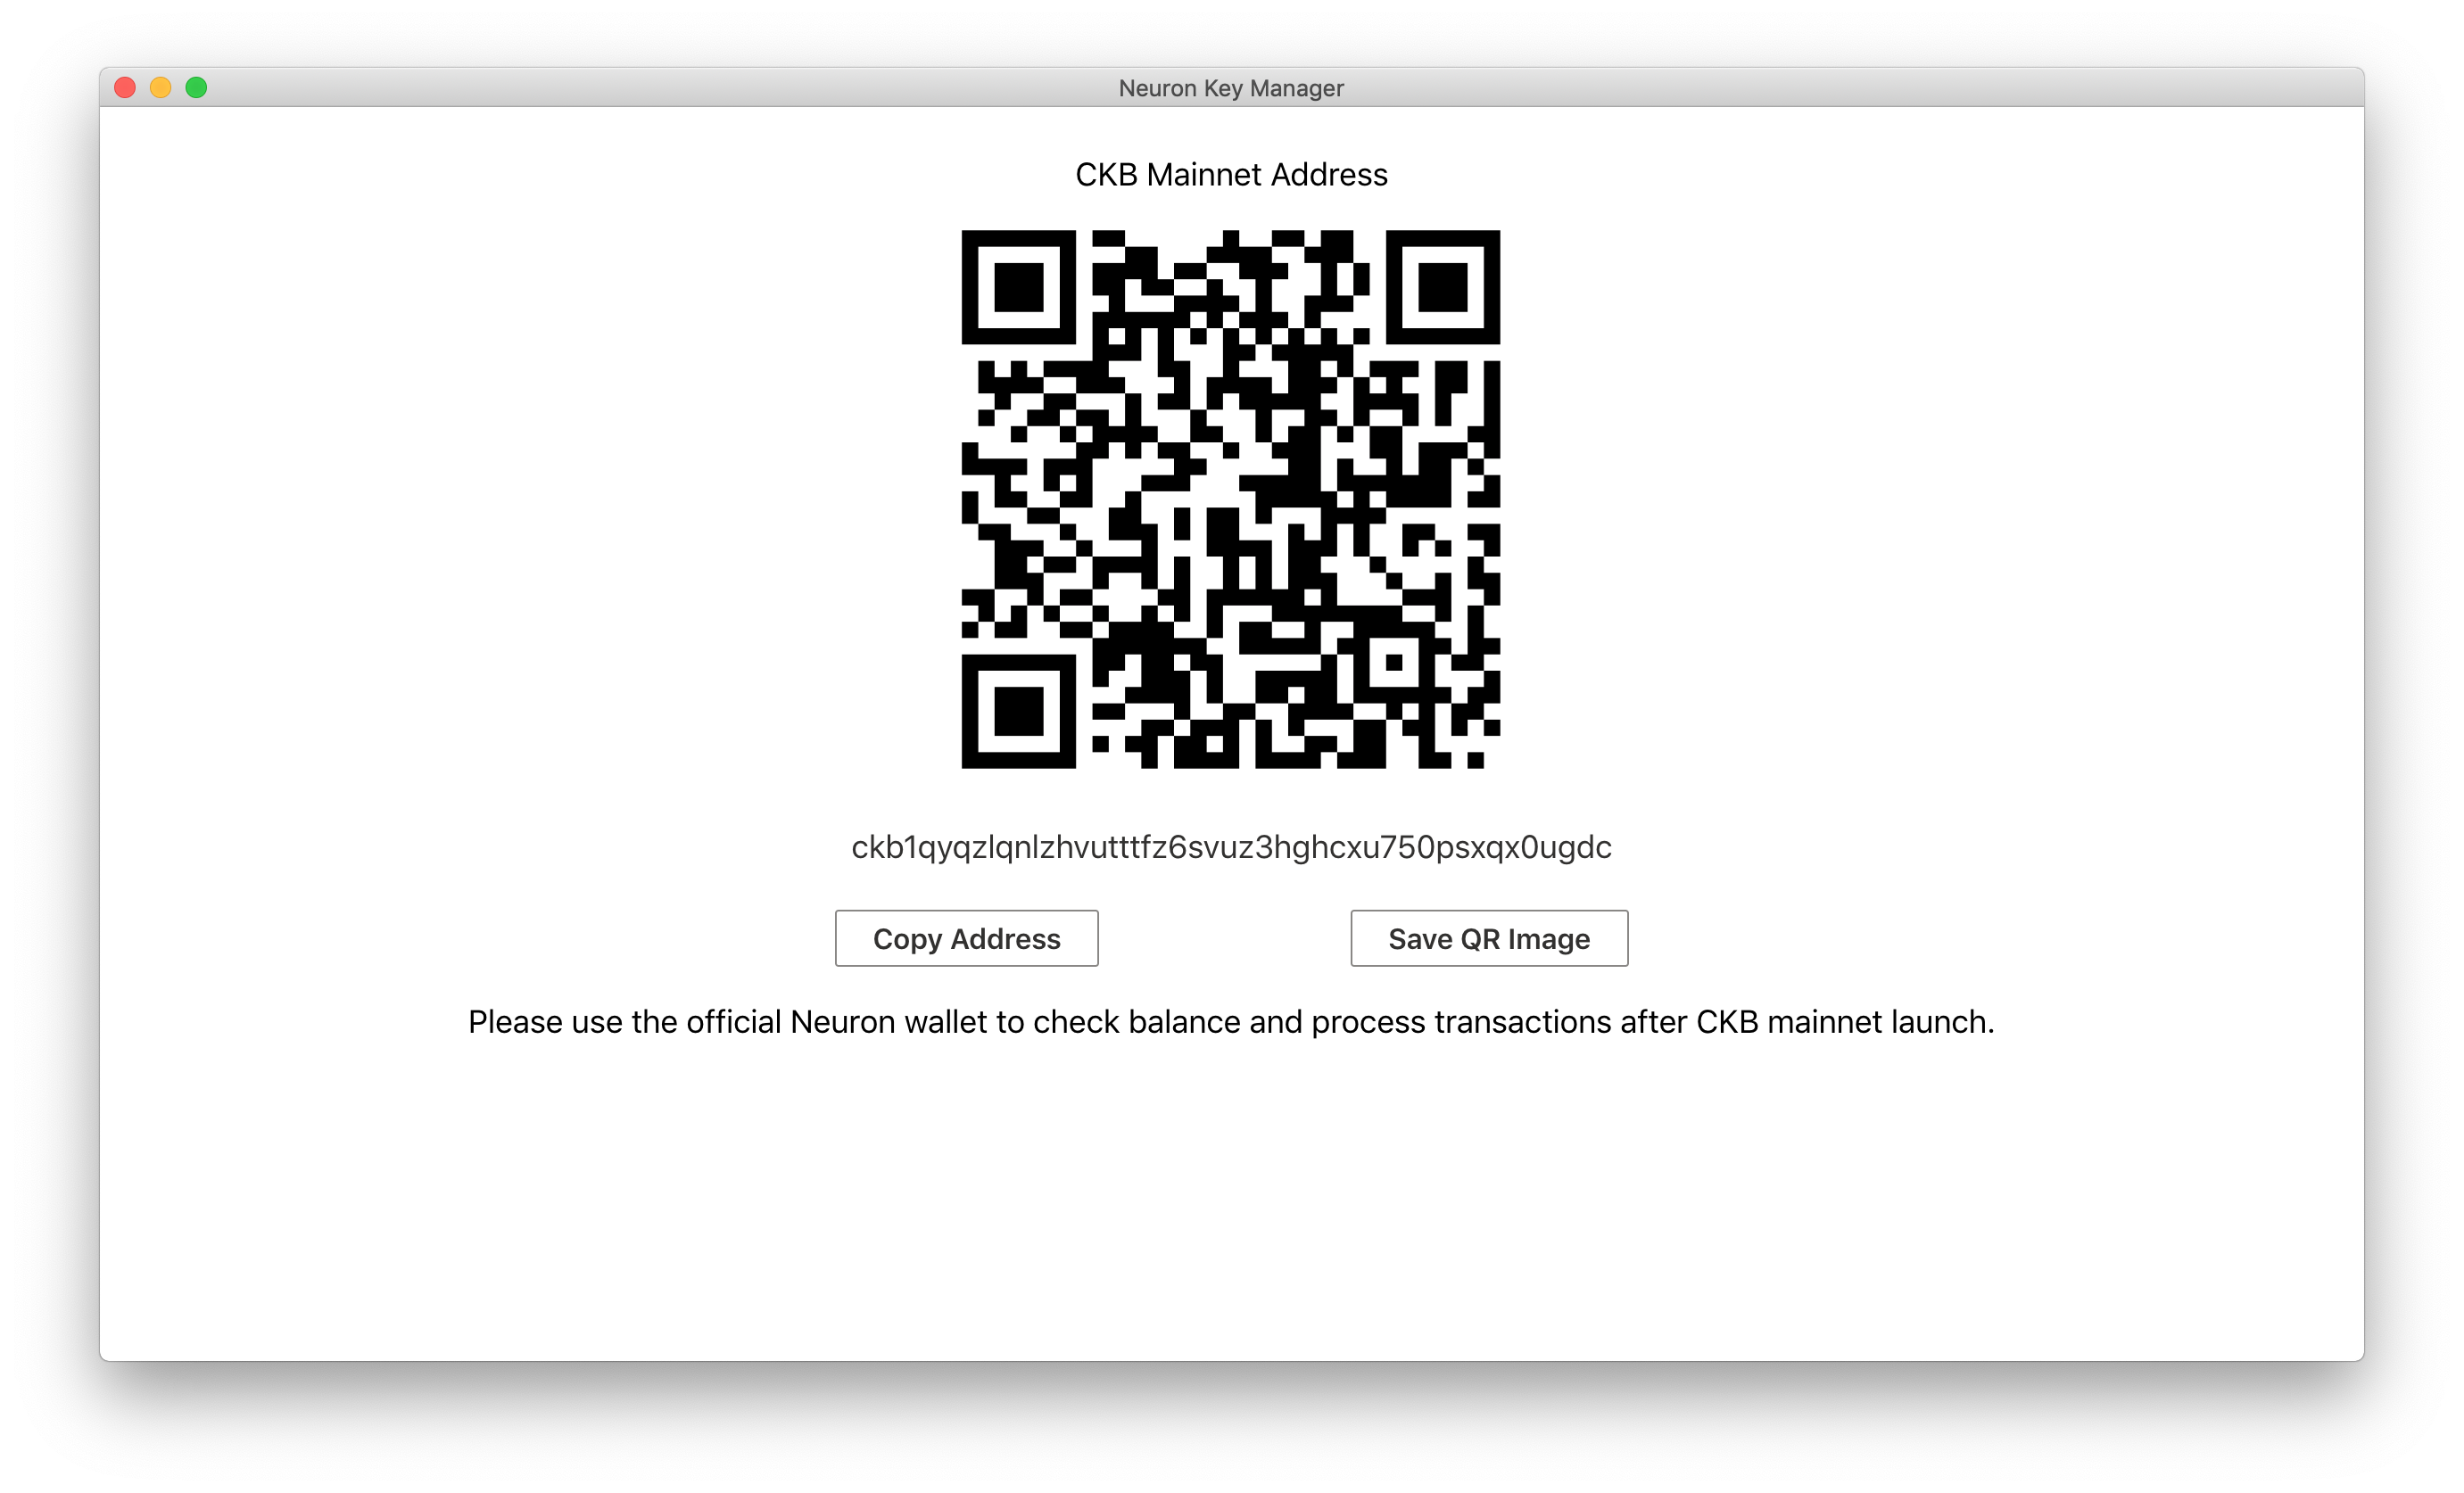 Neuron Key Manager
CKB Mainnet Address
ckb1qyqzlqnlzhvutttfz6svuz3hghcxu750psxqx0ugdc
Copy Address
Save QR Image
Please use the official Neuron wallet to check balance and process transactions after CKB mainnet launch.